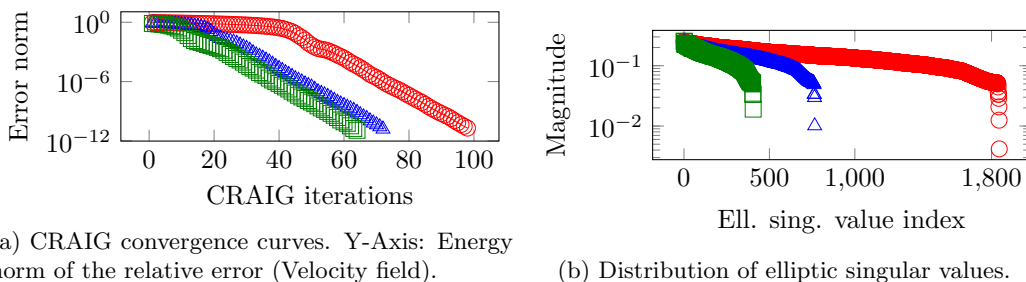 10^0
10^−6
10^−12
Error norm
0 20 40 60 80 100
CRAIG iterations
a) CRAIG convergence curves. Y-Axis: Energy
norm of the relative error (Velocity field).
10^−1
10^−2
Magnitude
0 500 1,000 1,800
Ell. sing. value index
(b) Distribution of elliptic singular values.